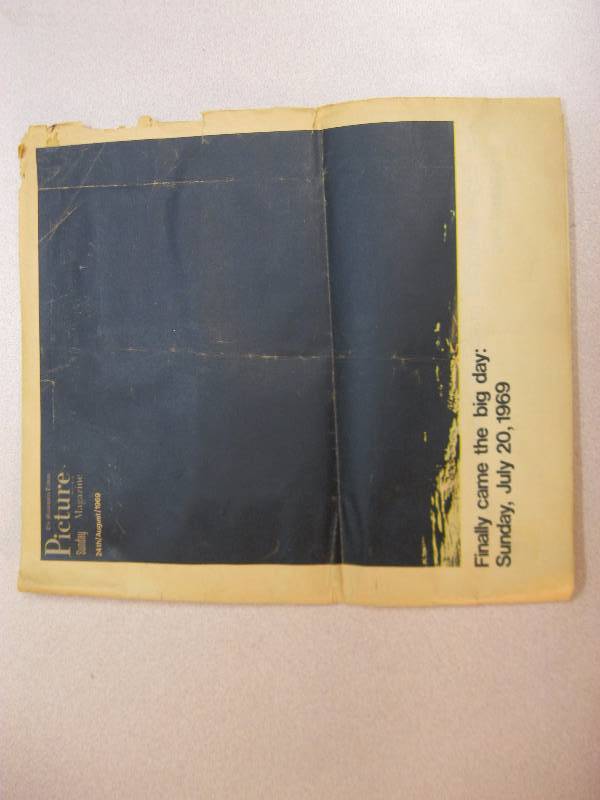 Picture
Sunday Magazine
24th/August/1969
Finally came the big day:
Sunday, July 20, 1969